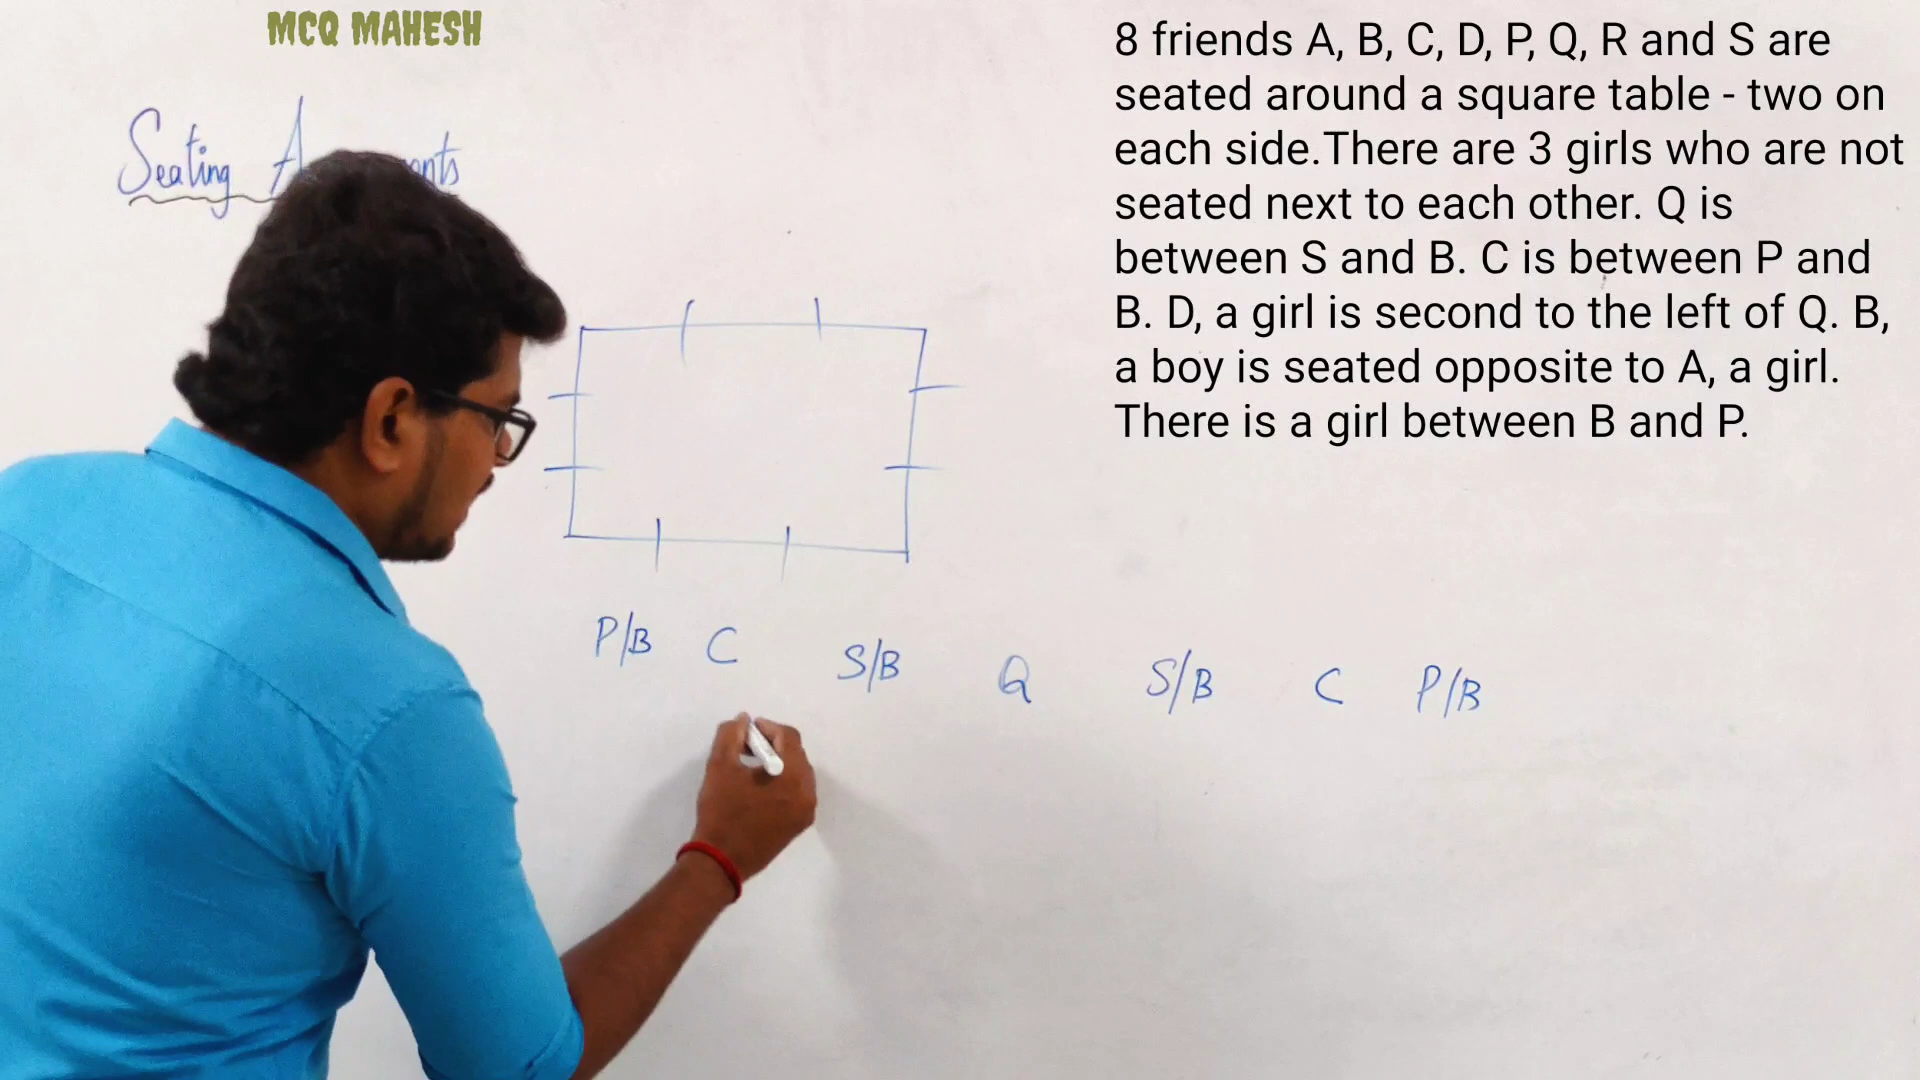 MCQ MAHESH
8 friends A, B, C, D, P, Q, R and S are
seated around a square table - two on
each side.There are 3 girls who are not
seated next to each other. Q is
between S and B. C is between P and
B. D, a girl is second to the left of Q. B,
a boy is seated opposite to A, a girl.
There is a girl between B and P.
Seating
P/B C S/B Q S/B C P/B